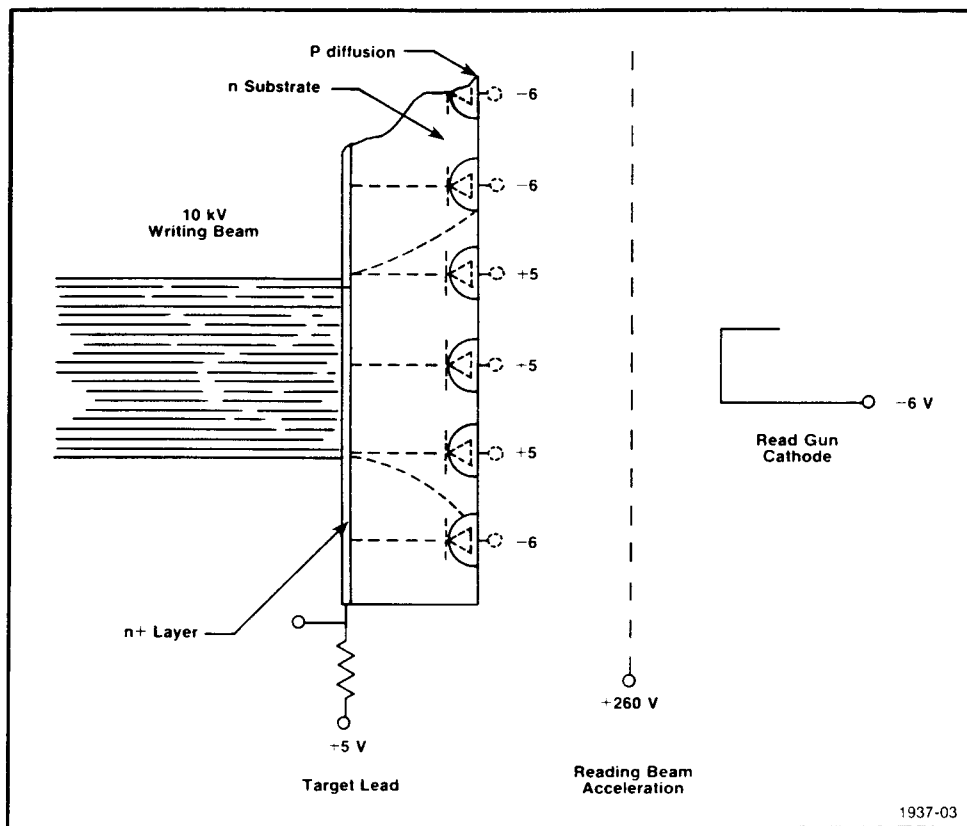 P diffusion
n Substrate
-6
-6
10 kV
Writing Beam
+5
+5
-6 V
Read Gun
Cathode
+5
-6
n+ Layer
+260 V
+5 V
Target Lead
Reading Beam
Acceleration
1937-03